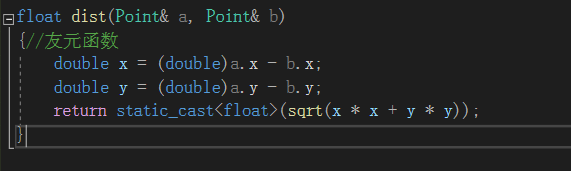 float dist(Point& a, Point& b)
{//友元函数
double x = (double)a.x - b.x;
double y = (double)a.y - b.y;
return static_cast<float>(sqrt(x * x + y * y));
}